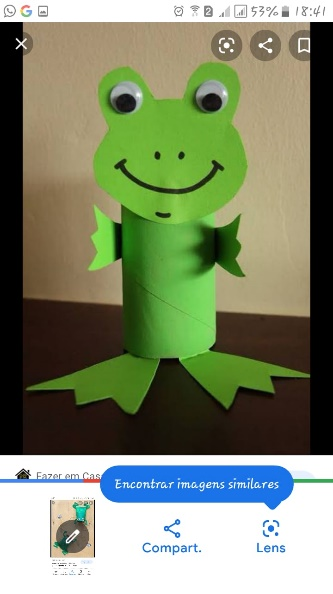 53% 18:41
Fazer em Cas
Encontrar imagens similares
Compart.
Lens